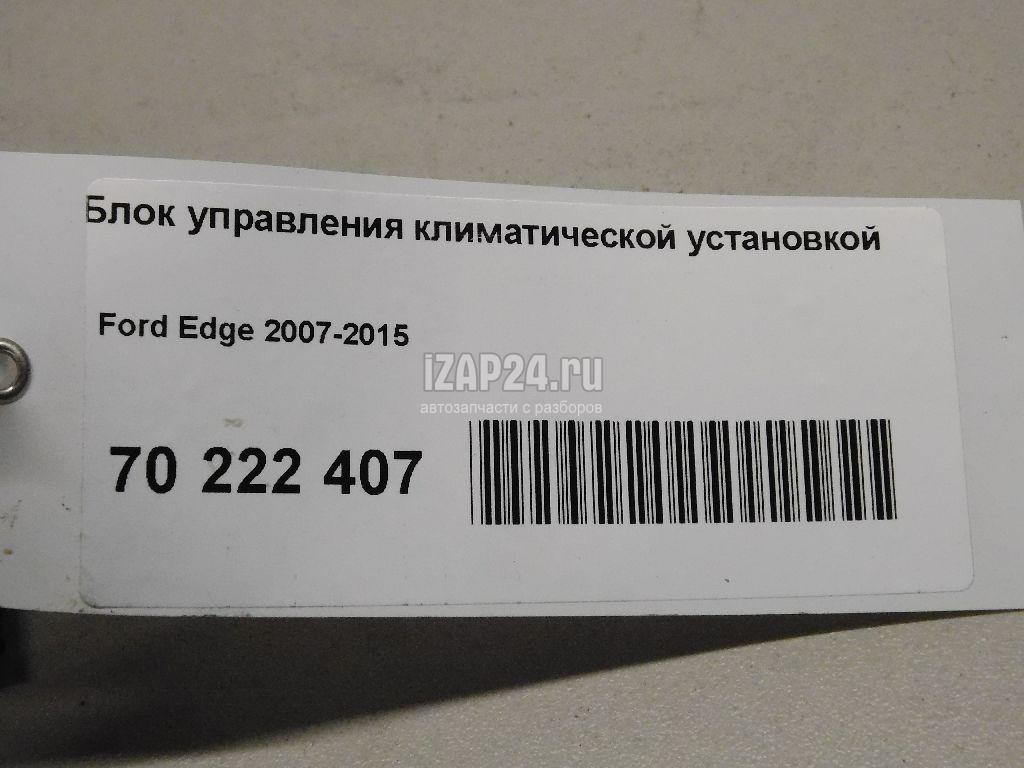 Блок управления климатической установкой
Ford Edge 2007-2015
iZAP24.ru
автозапчасти с разборов
70 222 407